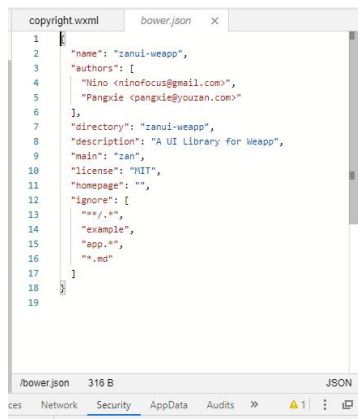 copyright.wxml bower.json ×
1 {
2 "name": "zanui-weapp",
3 "authors": [
4 "Nino <ninofocus@gmail.com>",
5 "Pangxie <pangxie@youzan.com>"
6 ],
7 "directory": "zanui-weapp",
8 "description": "A UI Library for Weapp",
9 "main": "zan",
10 "license": "MIT",
11 "homepage": "",
12 "ignore": [
13 "**/.*",
14 "example",
15 "app.*",
16 "*.md"
17 ]
18 }
19
/bower.json 316 B JSON
ces Network Security AppData Audits » 1